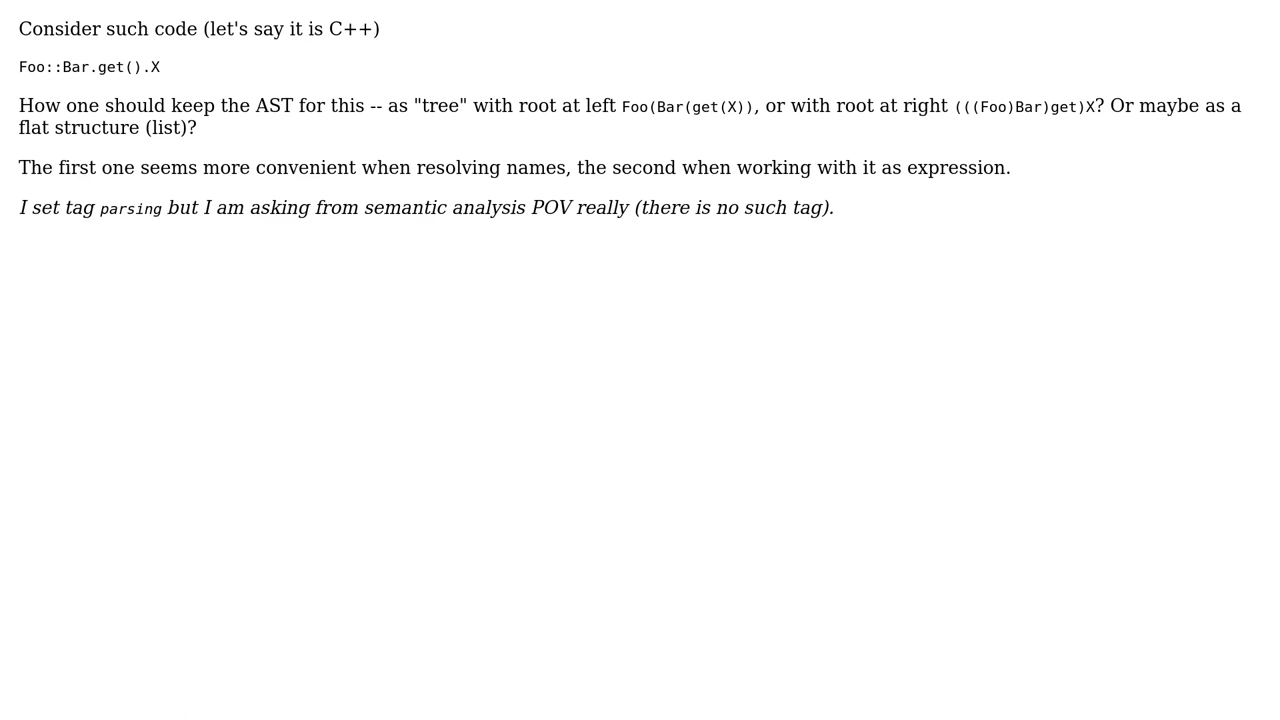 Consider such code (let's say it is C++)
Foo::Bar.get().X
How one should keep the AST for this -- as "tree" with root at left Foo(Bar(get(X)), or with root at right (((Foo)Bar)get)X? Or maybe as a
flat structure (list)?
The first one seems more convenient when resolving names, the second when working with it as expression.
I set tag parsing but I am asking from semantic analysis POV really (there is no such tag).